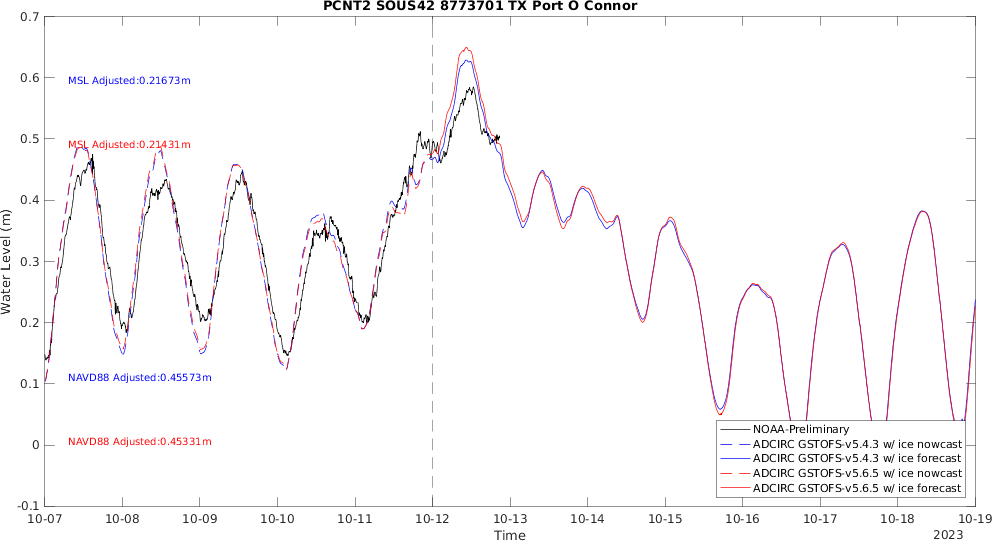 PCNT2 SOUS42 8773701 TX Port O Connor
0.7
0.6
0.5
0.4
0.3
0.2
0.1
0
-0.1
Water Level (m)
MSL Adjusted:0.21673m
MSL Adjusted:0.21431m
NAVD88 Adjusted:0.45573m
NAVD88 Adjusted:0.45331m
NOAA-Preliminary
ADCIRC GSTOFS-v5.4.3 w/ ice nowcast
ADCIRC GSTOFS-v5.4.3 w/ ice forecast
ADCIRC GSTOFS-v5.6.5 w/ ice nowcast
ADCIRC GSTOFS-v5.6.5 w/ ice forecast
10-07 10-08 10-09 10-10 10-11 10-12 10-13 10-14 10-15 10-16 10-17 10-18 10-19
Time
2023